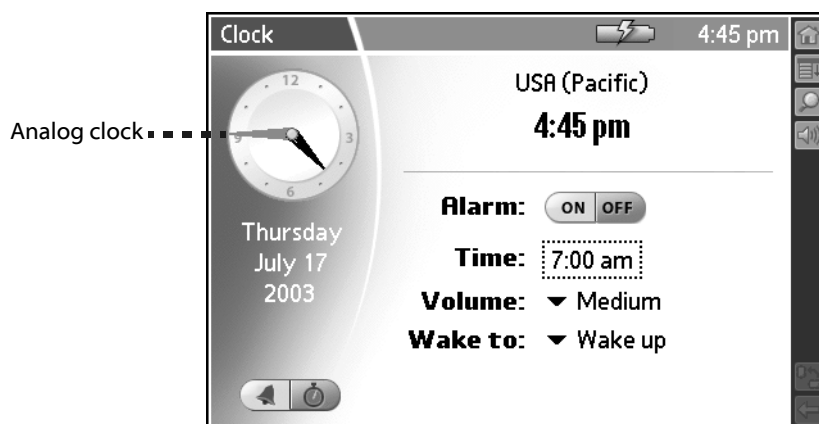 Clock
4:45 pm
12
3
6
9
Analog clock
USA (Pacific)
4:45 pm
Thursday
July 17
2003
Alarm: ON OFF
Time: 7:00 am
Volume: Medium
Wake to: Wake up